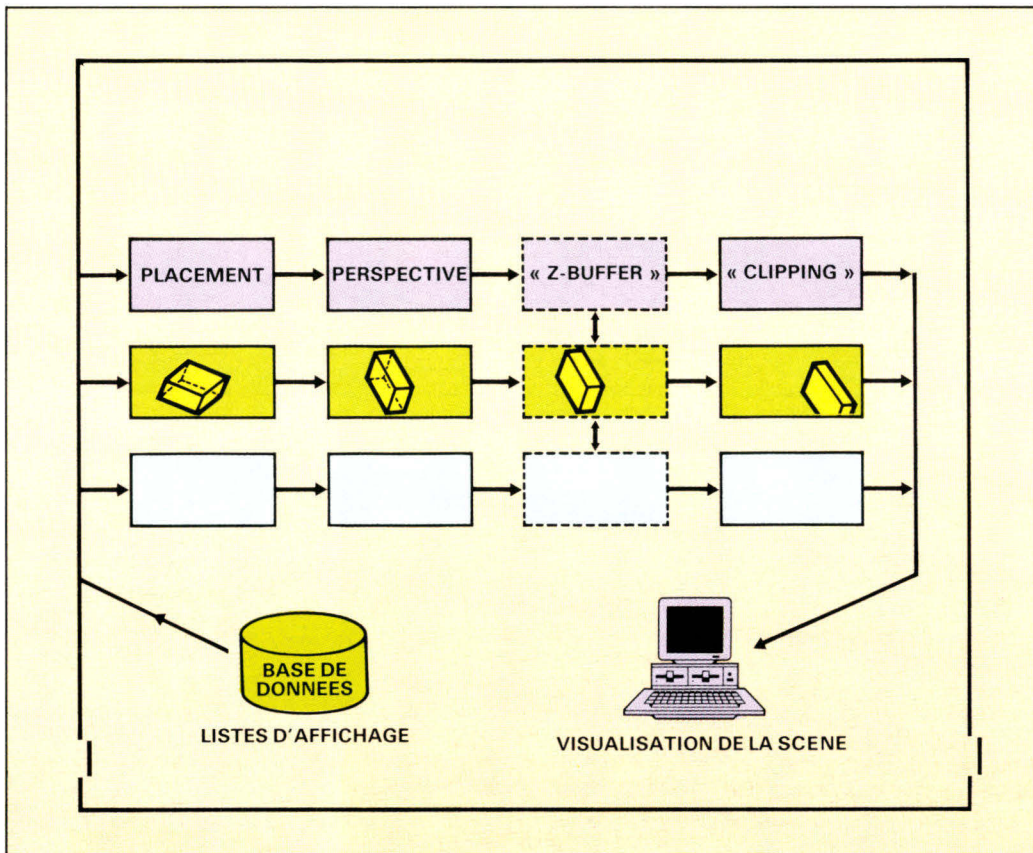 PLACEMENT
PERSPECTIVE
« Z-BUFFER »
« CLIPPING »
BASE DE
DONNEES
LISTES D'AFFICHAGE
VISUALISATION DE LA SCENE